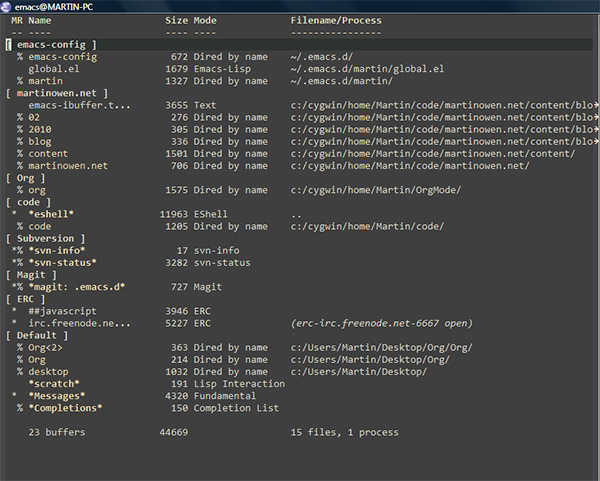 emacs@MARTIN-PC
MR Name Size Mode Filename/Process
-- ---- ---- ---- ----------------
[ emacs-config ]
% emacs-config 672 Dired by name ~/.emacs.d/
global.el 1679 Emacs-Lisp ~/.emacs.d/martin/global.el
% martin 1327 Dired by name ~/.emacs.d/martin/
[ martinowen.net ]
emacs-ibuffer.t... 3655 Text c:/cygwin/home/Martin/code/martinowen.net/content/blo
% 02 276 Dired by name c:/cygwin/home/Martin/code/martinowen.net/content/blo
% 2010 305 Dired by name c:/cygwin/home/Martin/code/martinowen.net/content/blo
% blog 336 Dired by name c:/cygwin/home/Martin/code/martinowen.net/content/blo
% content 1501 Dired by name c:/cygwin/home/Martin/code/martinowen.net/content/
% martinowen.net 706 Dired by name c:/cygwin/home/Martin/code/martinowen.net/
[ Org ]
% org 1575 Dired by name c:/cygwin/home/Martin/OrgMode/
[ code ]
* *eshell* 11963 EShell ..
% code 1205 Dired by name c:/cygwin/home/Martin/code/
[ Subversion ]
*% *svn-info* 17 svn-info
*% *svn-status* 3282 svn-status
[ Magit ]
*% *magit: .emacs.d* 727 Magit
[ ERC ]
* ##javascript 3946 ERC
* irc.freenode.ne... 5227 ERC (erc-irc.freenode.net-6667 open)
[ Default ]
% Org<2> 363 Dired by name c:/Users/Martin/Desktop/Org/Org/
% Org 214 Dired by name c:/Users/Martin/Desktop/Org/
% desktop 1032 Dired by name c:/Users/Martin/Desktop/
*scratch* 191 Lisp Interaction
* *Messages* 4320 Fundamental
% *Completions* 150 Completion List
23 buffers 44669 15 files, 1 process